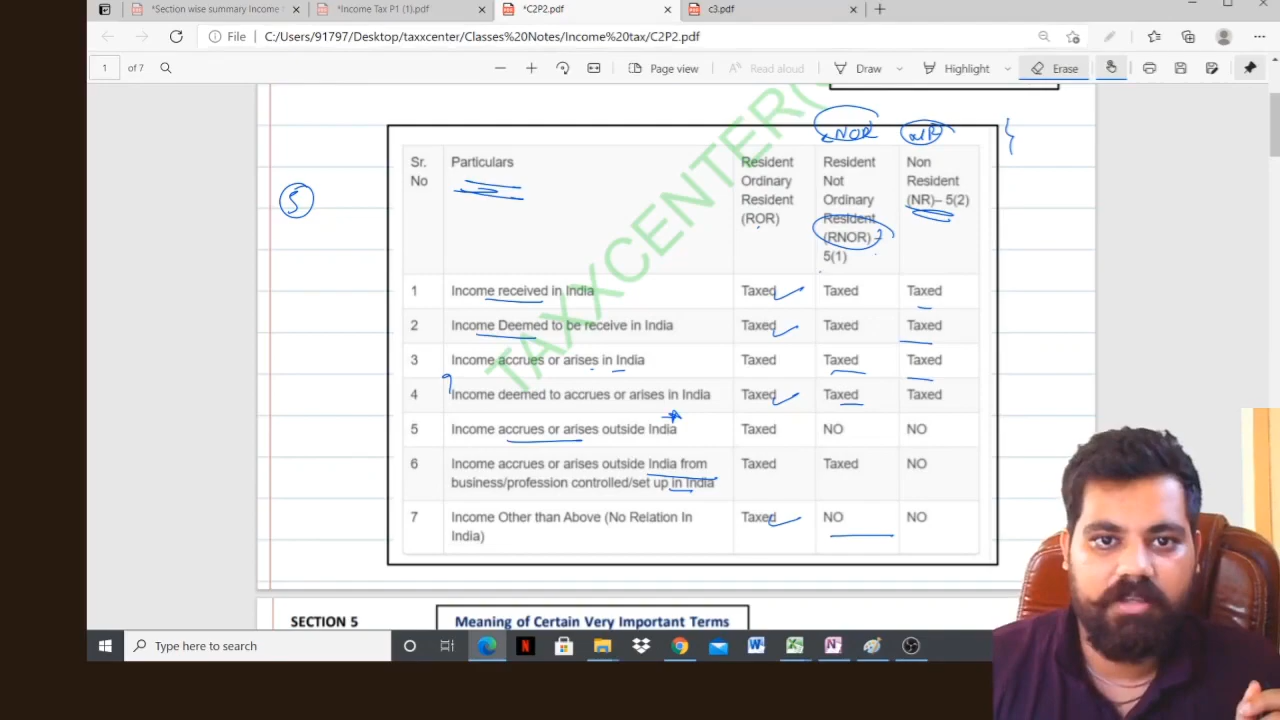 *Section wise summary Income
*Income Tax P1 (1).pdf
*C2P2.pdf
c3.pdf
File
C:/Users/91797/Desktop/taxxcenter/Classes%20Notes/Income%20tax/C2P2.pdf
1 of 7
Page view
Read aloud
Draw
Highlight
Erase
TAXXCENTER
RNOR
NR
5
Sr. No
Particulars
Resident Ordinary Resident (ROR)
Resident Not Ordinary Resident (RNOR) - 5(1)
Non Resident (NR)– 5(2)
1 Income received in India Taxed Taxed Taxed
2 Income Deemed to be receive in India Taxed Taxed Taxed
3 Income accrues or arises in India Taxed Taxed Taxed
4 Income deemed to accrues or arises in India Taxed Taxed Taxed
5 Income accrues or arises outside India Taxed NO NO
6 Income accrues or arises outside India from Taxed Taxed NO
business/profession controlled/set up in India
7 Income Other than Above (No Relation In Taxed NO NO
India)
SECTION 5
Meaning of Certain Very Important Terms
Type here to search